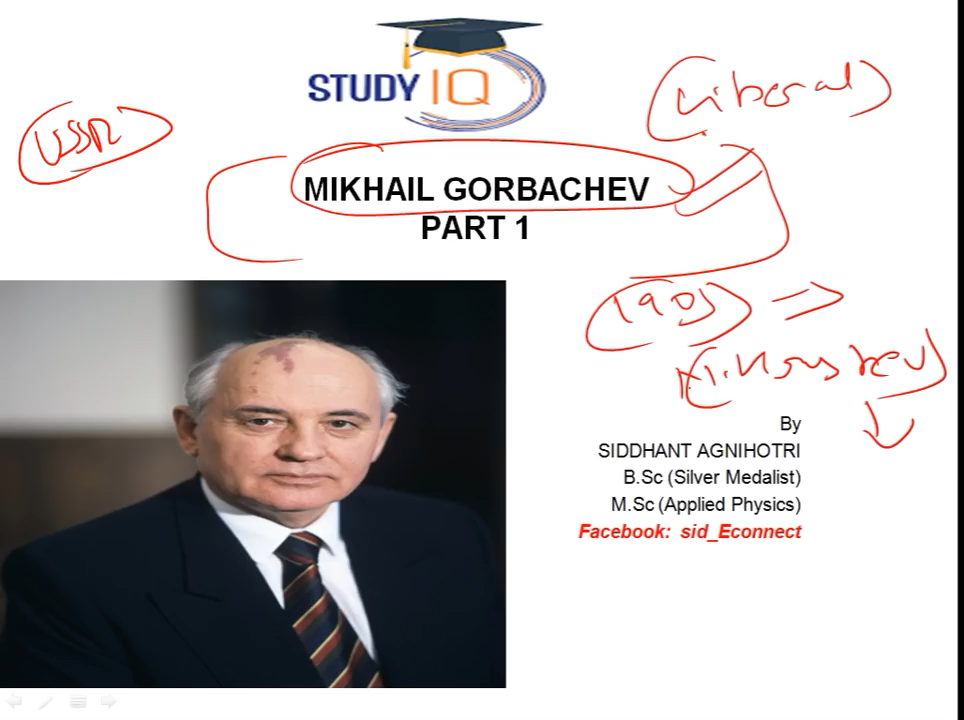 STUDY IQ
Liberal
USSR
MIKHAIL GORBACHEV
PART 1
By
SIDDHANT AGNIHOTRI
B.Sc (Silver Medalist)
M.Sc (Applied Physics)
Facebook: sid_Econnect